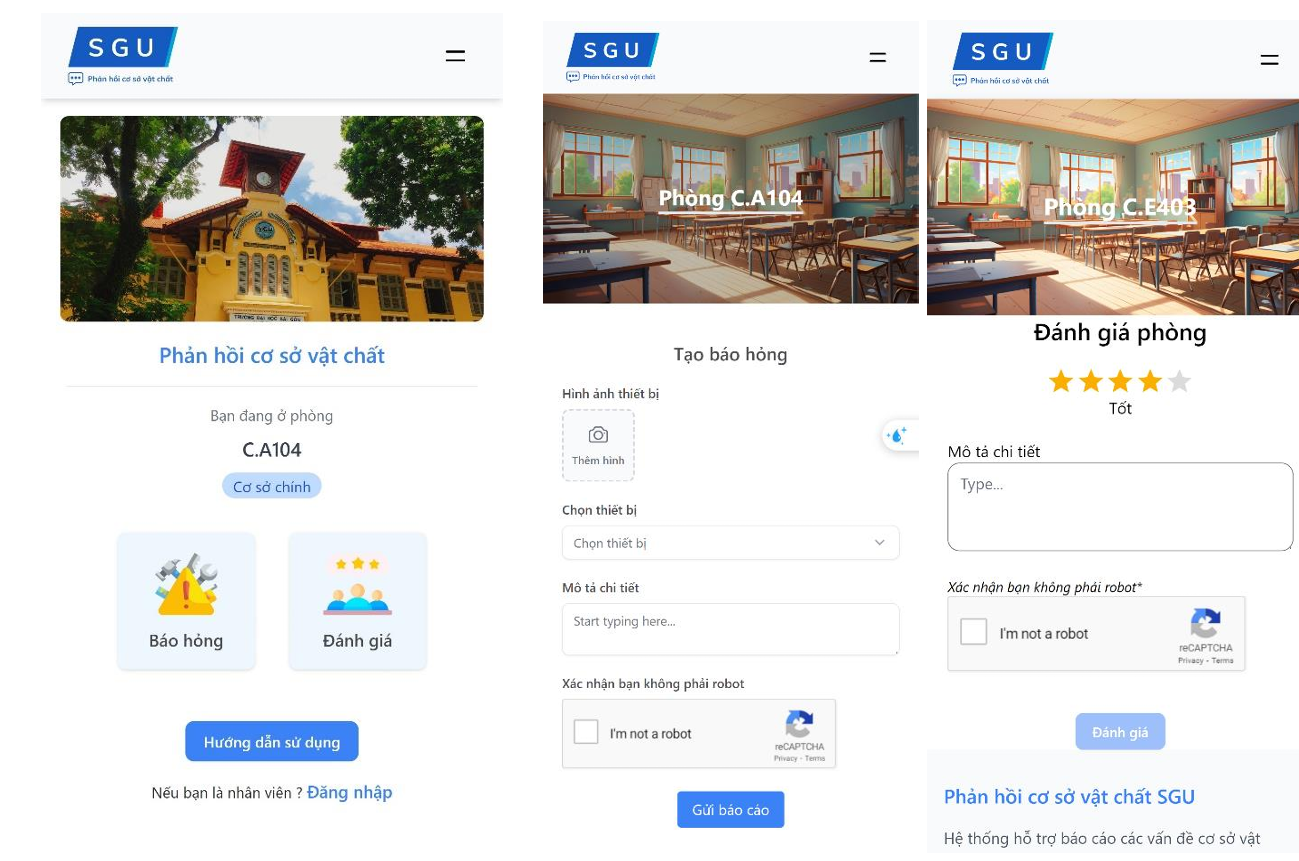 SGU
Phản hồi cơ sở vật chất
TRƯỜNG ĐẠI HỌC SÀI GÒN
Phản hồi cơ sở vật chất
Bạn đang ở phòng
C.A104
Cơ sở chính
Báo hỏng
Đánh giá
Hướng dẫn sử dụng
Nếu bạn là nhân viên ? Đăng nhập
SGU
Phản hồi cơ sở vật chất
Phòng C.A104
Tạo báo hỏng
Hình ảnh thiết bị
Thêm hình
Chọn thiết bị
Chọn thiết bị
Mô tả chi tiết
Start typing here...
Xác nhận bạn không phải robot
I'm not a robot
reCAPTCHA
Privacy - Terms
Gửi báo cáo
SGU
Phản hồi cơ sở vật chất
Phòng C.E403
Đánh giá phòng
Tốt
Mô tả chi tiết
Type...
Xác nhận bạn không phải robot*
I'm not a robot
reCAPTCHA
Privacy - Terms
Đánh giá
Phản hồi cơ sở vật chất SGU
Hệ thống hỗ trợ báo cáo các vấn đề cơ sở vật